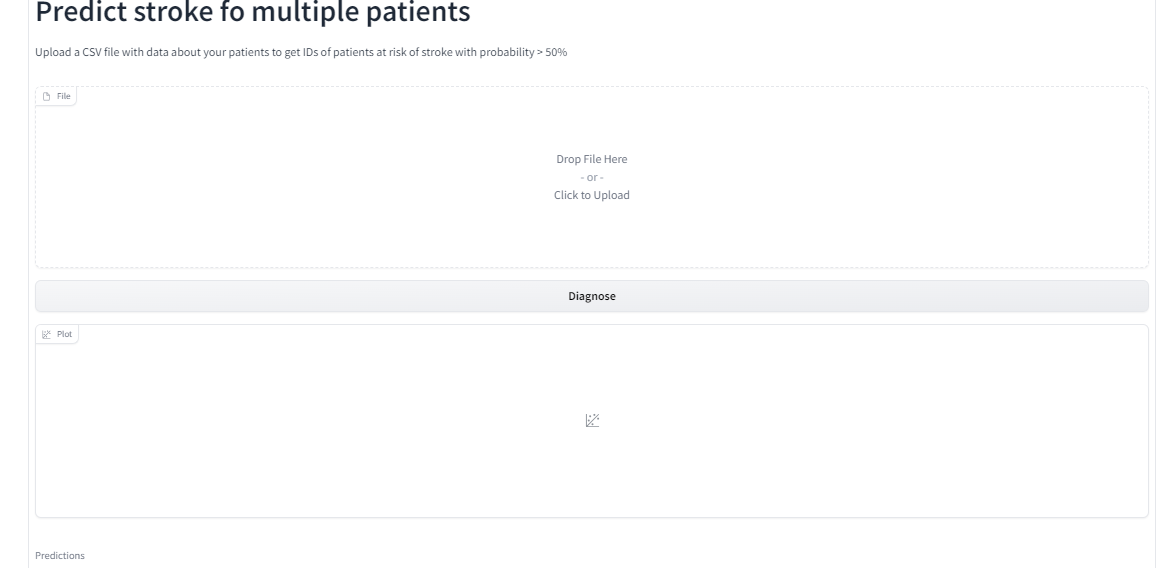 Predict stroke fo multiple patients
Upload a CSV file with data about your patients to get IDs of patients at risk of stroke with probability > 50%
File
Drop File Here
- or -
Click to Upload
Diagnose
Plot
Predictions